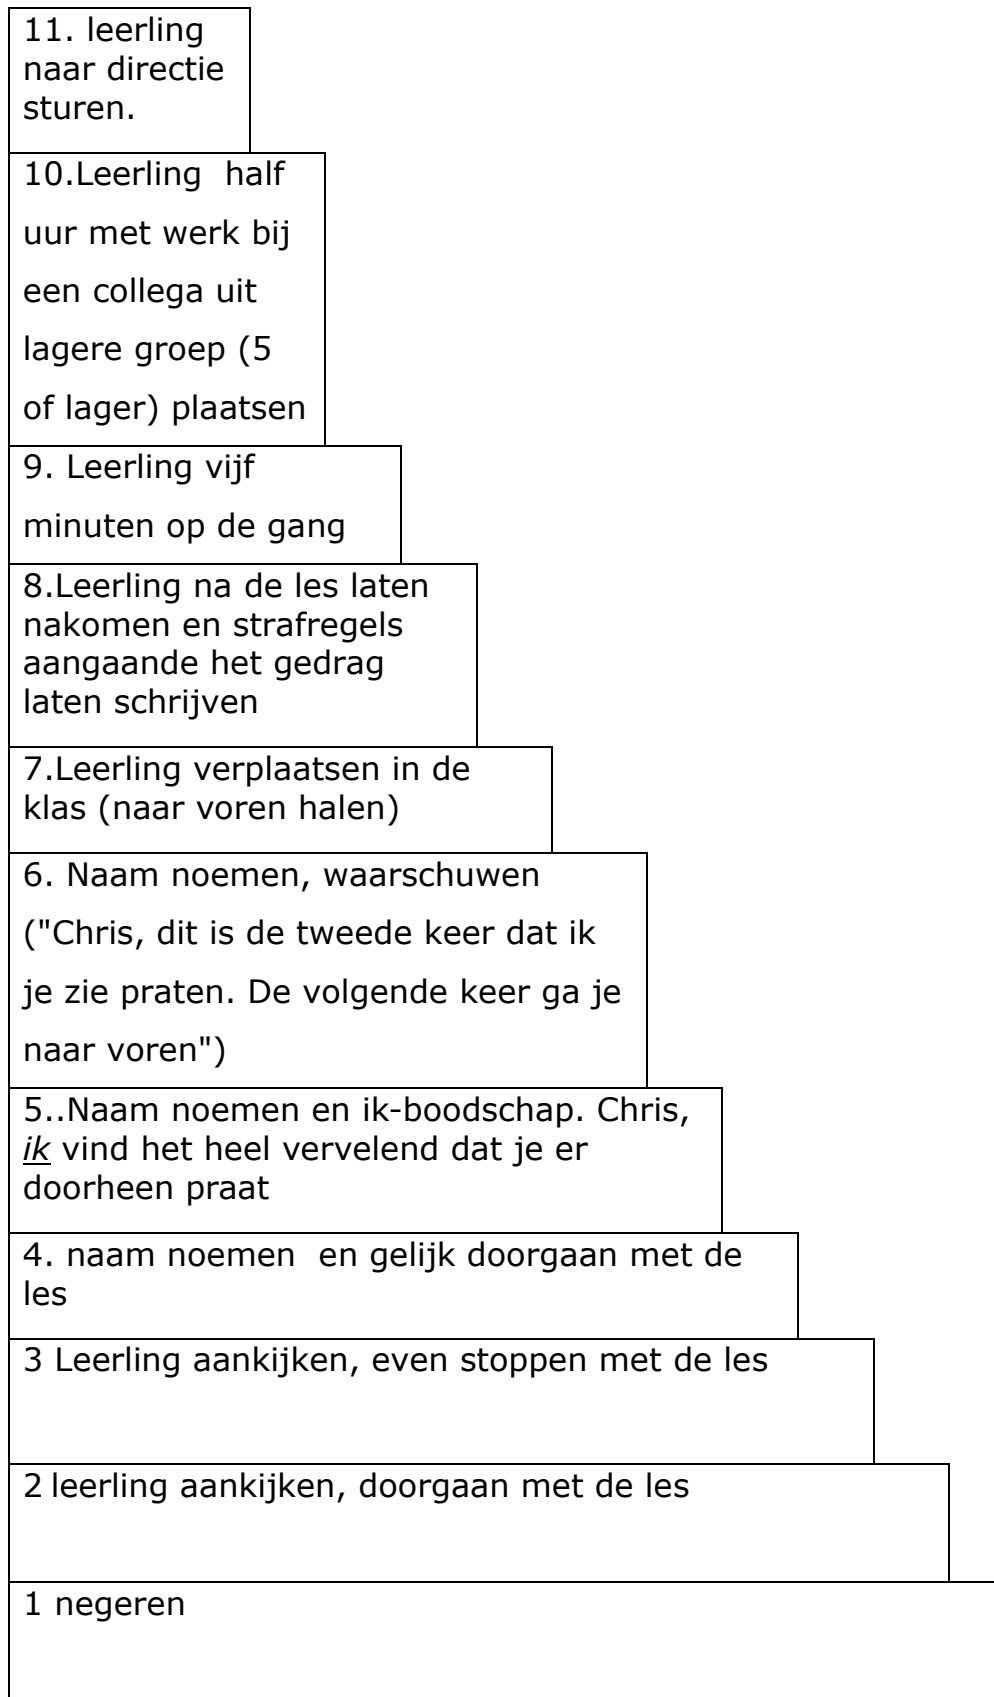 11. leerling
naar directie
sturen.
10.Leerling  half
uur met werk bij
een collega uit
lagere groep (5
of lager) plaatsen
9. Leerling vijf
minuten op de gang
8.Leerling na de les laten
nakomen en strafregels
aangaande het gedrag
laten schrijven
7.Leerling verplaatsen in de
klas (naar voren halen)
6. Naam noemen, waarschuwen
("Chris, dit is de tweede keer dat ik
je zie praten. De volgende keer ga je
naar voren")
5..Naam noemen en ik-boodschap. Chris,
ik vind het heel vervelend dat je er
doorheen praat
4. naam noemen  en gelijk doorgaan met de
les
3 Leerling aankijken, even stoppen met de les
2 leerling aankijken, doorgaan met de les
1 negeren